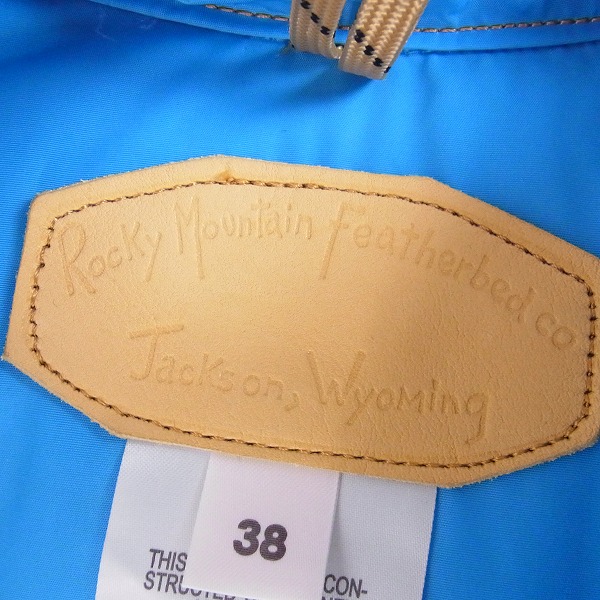 Rocky Mountain Featherbed co
Jackson, Wyoming
38
THIS CON-
STRUCTED